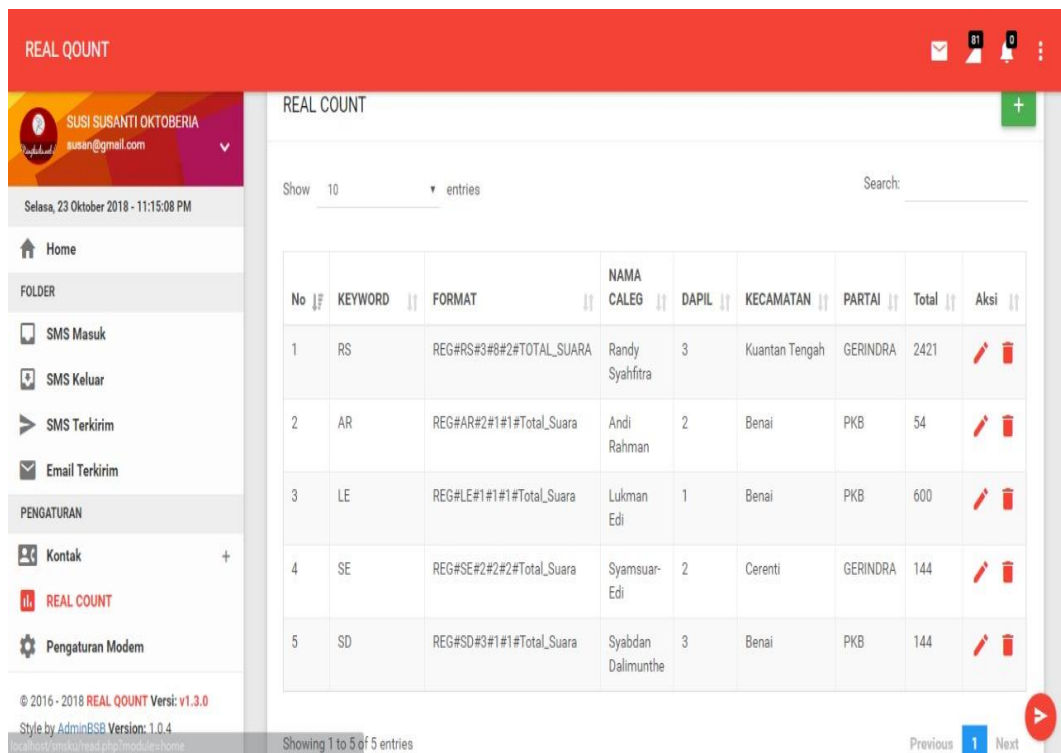 REAL QOUNT
81
0
SUSI SUSANTI OKTOBERIA
susan@gmail.com
Selasa, 23 Oktober 2018 - 11:15:08 PM
Home
FOLDER
SMS Masuk
SMS Keluar
SMS Terkirim
Email Terkirim
PENGATURAN
Kontak +
REAL COUNT
Pengaturan Modem
© 2016 - 2018 REAL QOUNT Versi: v1.3.0
Style by AdminBSB Version: 1.0.4
localhost/smsku/read.php?module=home
REAL COUNT +
Show 10 entries Search:
No KEYWORD FORMAT NAMA CALEG DAPIL KECAMATAN PARTAI Total Aksi
1 RS REG#RS#3#8#2#TOTAL_SUARA Randy Syahfitra 3 Kuantan Tengah GERINDRA 2421
2 AR REG#AR#2#1#1#Total_Suara Andi Rahman 2 Benai PKB 54
3 LE REG#LE#1#1#1#Total_Suara Lukman Edi 1 Benai PKB 600
4 SE REG#SE#2#2#2#Total_Suara Syamsuar-Edi 2 Cerenti GERINDRA 144
5 SD REG#SD#3#1#1#Total_Suara Syabdan Dalimunthe 3 Benai PKB 144
Showing 1 to 5 of 5 entries Previous 1 Next